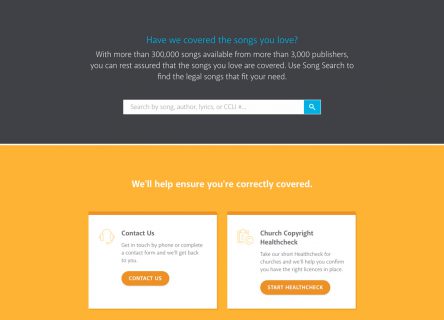 Have we covered the songs you love?
With more than 300,000 songs available from more than 3,000 publishers,
you can rest assured that the songs you love are covered. Use Song Search to
find the legal songs that fit your need.
Search by song, author, lyrics, or CCLI #...
We'll help ensure you're correctly covered.
Contact Us
Get in touch by phone or complete
a contact form and we'll get back
to you.
CONTACT US
Church Copyright
Healthcheck
Take our short Healthcheck for
churches and we'll help you confirm
you have the right licences in place.
START HEALTHCHECK